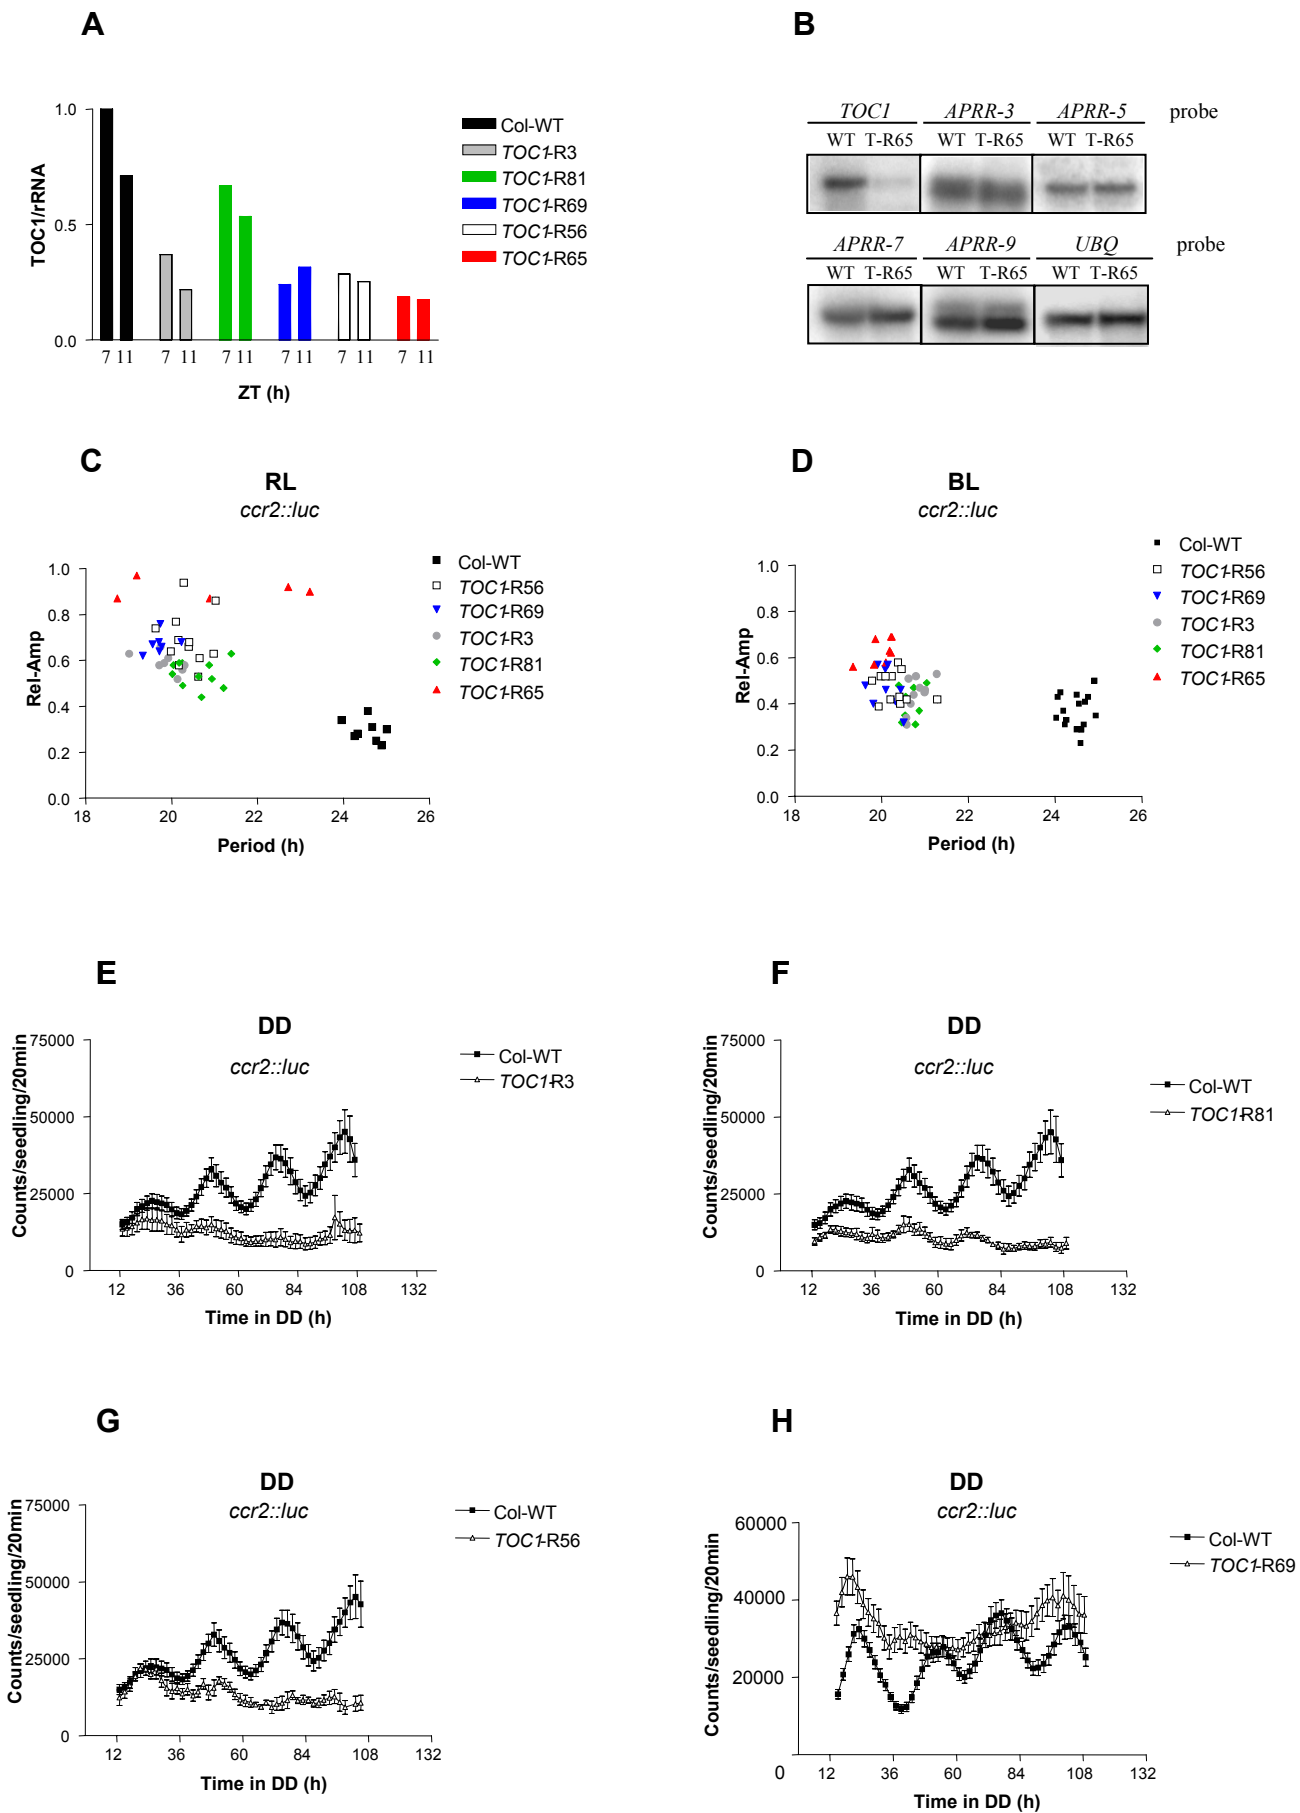 A
B
TOC1/rRNA
1.0
0.5
0.0
7 11 7 11 7 11 7 11 7 11 7 11
ZT (h)
Col-WT
TOC1-R3
TOC1-R81
TOC1-R69
TOC1-R56
TOC1-R65
TOC1 APRR-3 APRR-5 probe
WT T-R65 WT T-R65 WT T-R65
APRR-7 APRR-9 UBQ probe
WT T-R65 WT T-R65 WT T-R65
C
RL
ccr2::luc
Rel-Amp
1.0
0.8
0.6
0.4
0.2
0.0
18 20 22 24 26
Period (h)
Col-WT
TOC1-R56
TOC1-R69
TOC1-R3
TOC1-R81
TOC1-R65
D
BL
ccr2::luc
Rel-Amp
1.0
0.8
0.6
0.4
0.2
0.0
18 20 22 24 26
Period (h)
Col-WT
TOC1-R56
TOC1-R69
TOC1-R3
TOC1-R81
TOC1-R65
E
DD
ccr2::luc
Counts/seedling/20min
75000
50000
25000
0
12 36 60 84 108 132
Time in DD (h)
Col-WT
TOC1-R3
F
DD
ccr2::luc
Counts/seedling/20min
75000
50000
25000
0
12 36 60 84 108 132
Time in DD (h)
Col-WT
TOC1-R81
G
DD
ccr2::luc
Counts/seedling/20min
75000
50000
25000
0
12 36 60 84 108 132
Time in DD (h)
Col-WT
TOC1-R56
H
DD
ccr2::luc
Counts/seedling/20min
60000
40000
20000
0
12 36 60 84 108 132
Time in DD (h)
Col-WT
TOC1-R69